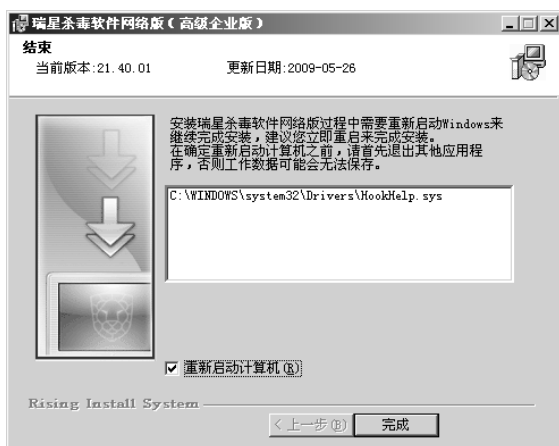 瑞星杀毒软件网络版(高级企业版)
结束
当前版本:21.40.01 更新日期:2009-05-26
安装瑞星杀毒软件网络版过程中需要重新启动Windows来
继续完成安装,建议您立即重启来完成安装。
在确定重新启动计算机之前,请首先退出其他应用程
序,否则工作数据可能会无法保存。
C:\WINDOWS\system32\Drivers\HookHelp.sys
重新启动计算机(R)
Rising Install System
<上一步(B) 完成